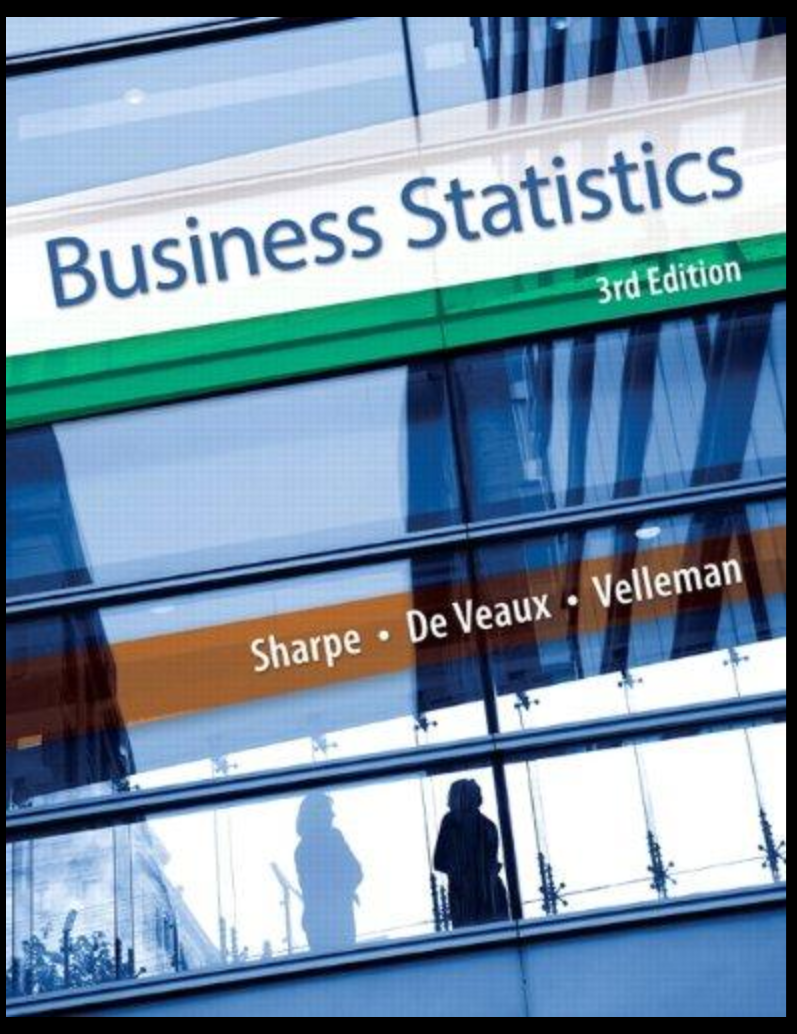 Business Statistics
3rd Edition
Sharpe • De Veaux • Velleman